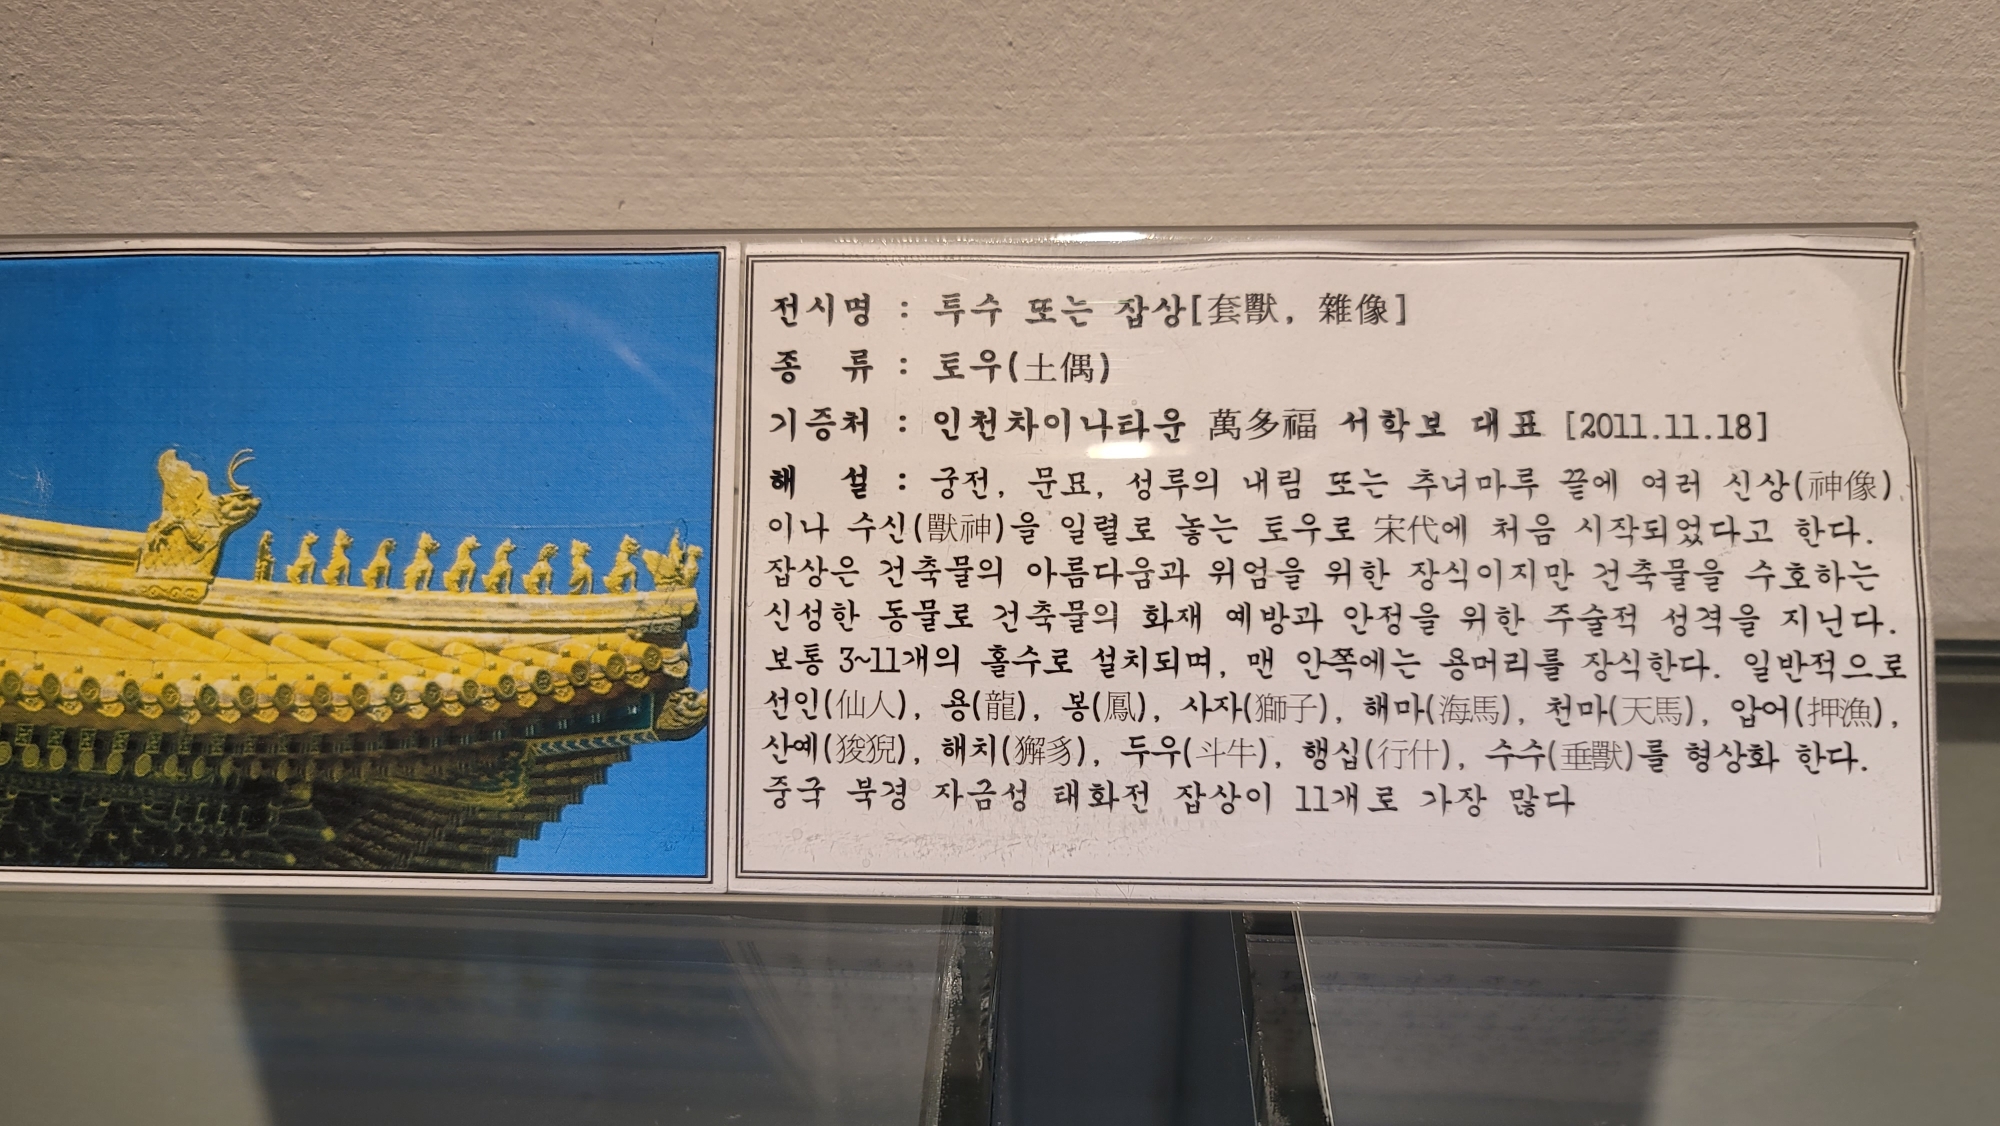 전시명 : 투수 또는 잡상[套獸, 雜像]
종 류 : 토우(土偶)
기증처 : 인천차이나타운 萬多福 서학보 대표 [2011.11.18]
해 설 : 궁전, 문묘, 성루의 내림 또는 추녀마루 끝에 여러 신상(神像)
이나 수신(獸神)을 일렬로 놓는 토우로 宋代에 처음 시작되었다고 한다.
잡상은 건축물의 아름다움과 위엄을 위한 장식이지만 건축물을 수호하는
신성한 동물로 건축물의 화재 예방과 안정을 위한 주술적 성격을 지닌다.
보통 3~11개의 홀수로 설치되며, 맨 안쪽에는 용머리를 장식한다. 일반적으로
선인(仙人), 용(龍), 봉(鳳), 사자(獅子), 해마(海馬), 천마(天馬), 압어(押漁),
산예(狻猊), 해치(獬豸), 두우(斗牛), 행십(行什), 수수(垂獸)를 형상화 한다.
중국 북경 자금성 태화전 잡상이 11개로 가장 많다